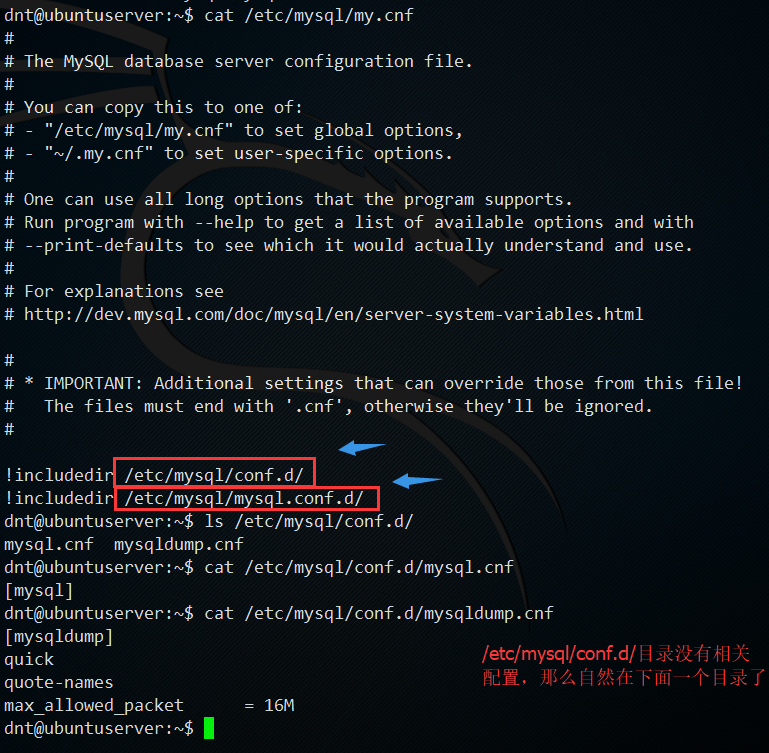 dnt@ubuntuserver:~$ cat /etc/mysql/my.cnf
#
# The MySQL database server configuration file.
#
# You can copy this to one of:
# - "/etc/mysql/my.cnf" to set global options,
# - "~/.my.cnf" to set user-specific options.
#
# One can use all long options that the program supports.
# Run program with --help to get a list of available options and with
# --print-defaults to see which it would actually understand and use.
#
# For explanations see
# http://dev.mysql.com/doc/mysql/en/server-system-variables.html

#
# * IMPORTANT: Additional settings that can override those from this file!
#   The files must end with '.cnf', otherwise they'll be ignored.
#

!includedir /etc/mysql/conf.d/
!includedir /etc/mysql/mysql.conf.d/
dnt@ubuntuserver:~$ ls /etc/mysql/conf.d/
mysql.cnf  mysqldump.cnf
dnt@ubuntuserver:~$ cat /etc/mysql/conf.d/mysql.cnf
[mysql]
dnt@ubuntuserver:~$ cat /etc/mysql/conf.d/mysqldump.cnf
[mysqldump]
quick
quote-names
max_allowed_packet      = 16M
dnt@ubuntuserver:~$
/etc/mysql/conf.d/目录没有相关
配置，那么自然在下面一个目录了